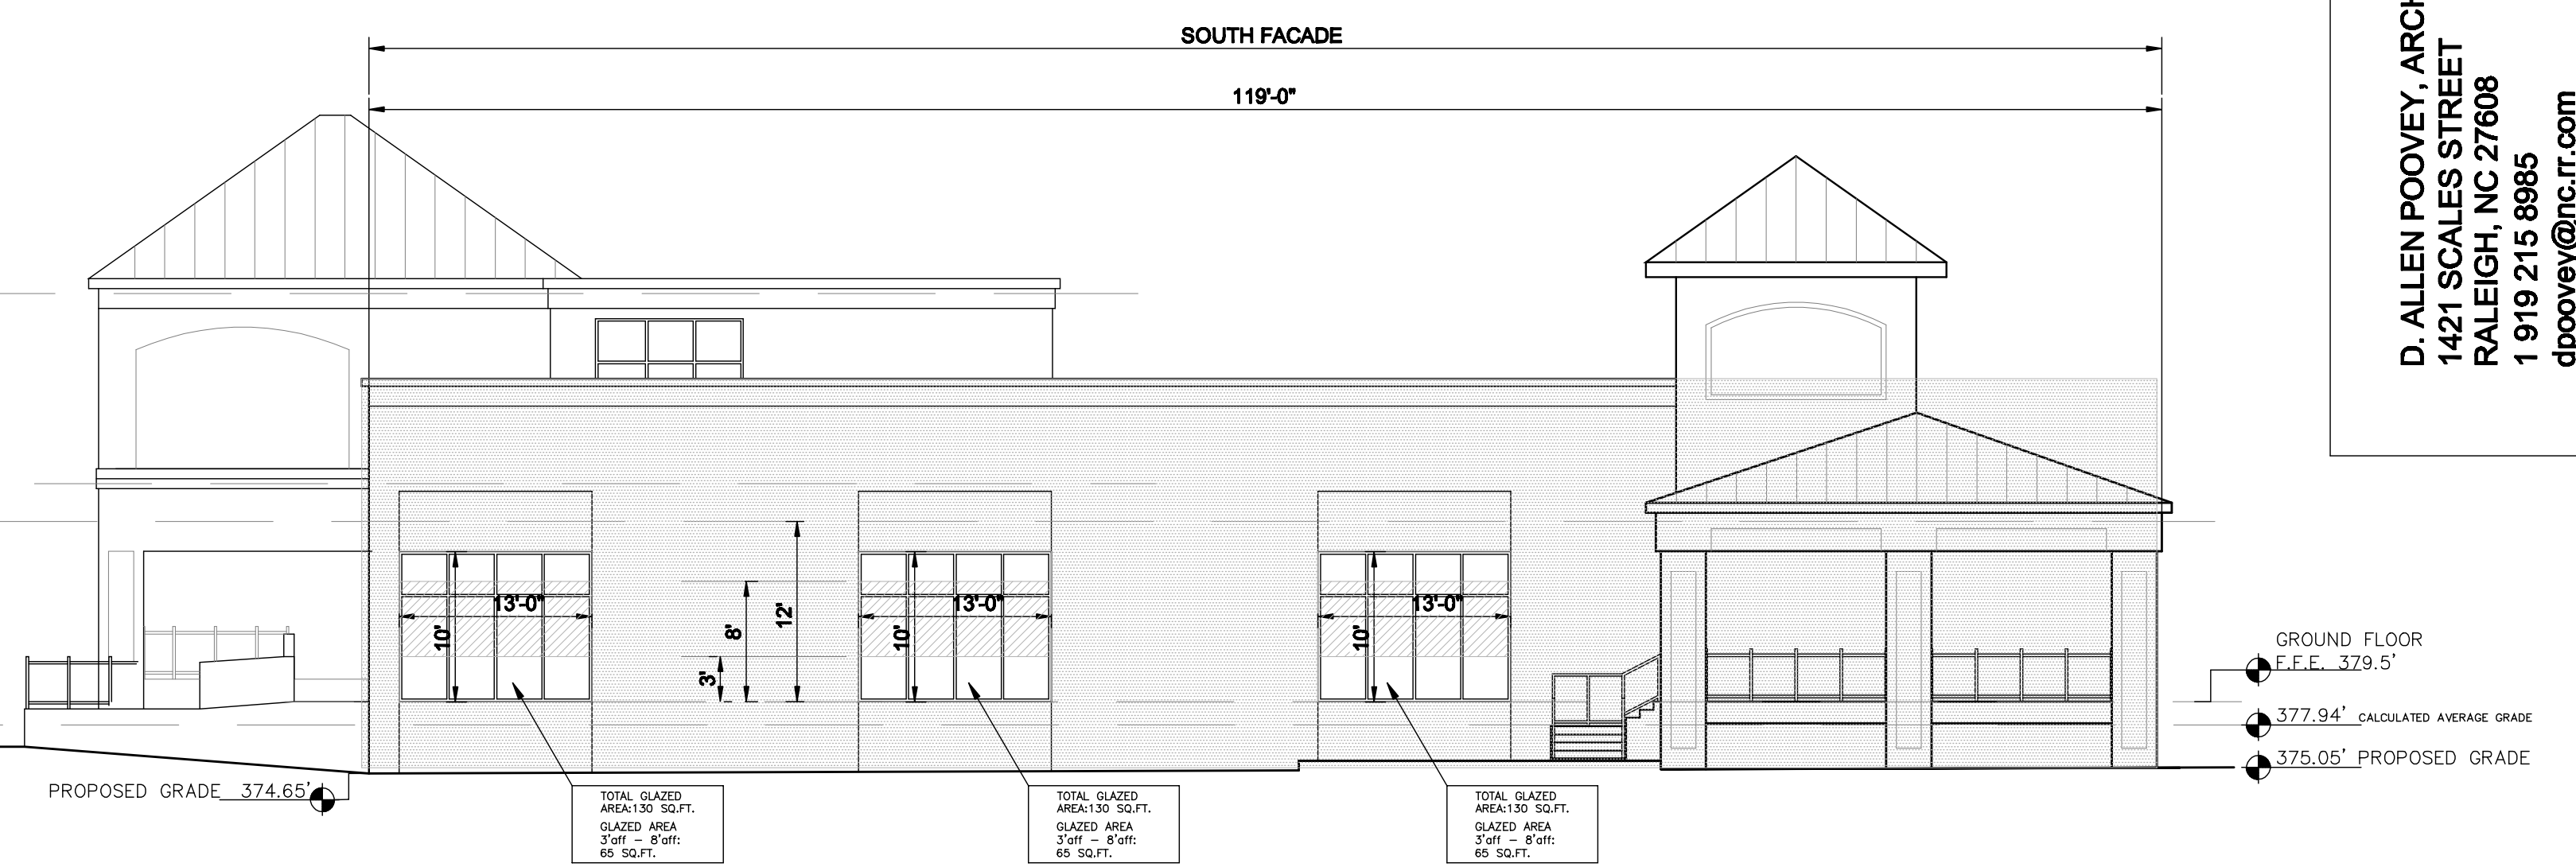 SOUTH FACADE
119'-0"
13'-0"
10'
3'
8'
12'
13'-0"
10'
13'-0"
10'
GROUND FLOOR
F.F.E. 379.5'
377.94' CALCULATED AVERAGE GRADE
375.05' PROPOSED GRADE
PROPOSED GRADE 374.65'
TOTAL GLAZED
AREA:130 SQ.FT.
GLAZED AREA
3'aff – 8'aff:
65 SQ.FT.
TOTAL GLAZED
AREA:130 SQ.FT.
GLAZED AREA
3'aff – 8'aff:
65 SQ.FT.
TOTAL GLAZED
AREA:130 SQ.FT.
GLAZED AREA
3'aff – 8'aff:
65 SQ.FT.
D. ALLEN POOVEY,
1421 SCALES STREET
RALEIGH, NC 27608
1 919 215 8985
dpoovey@nc.rr.com